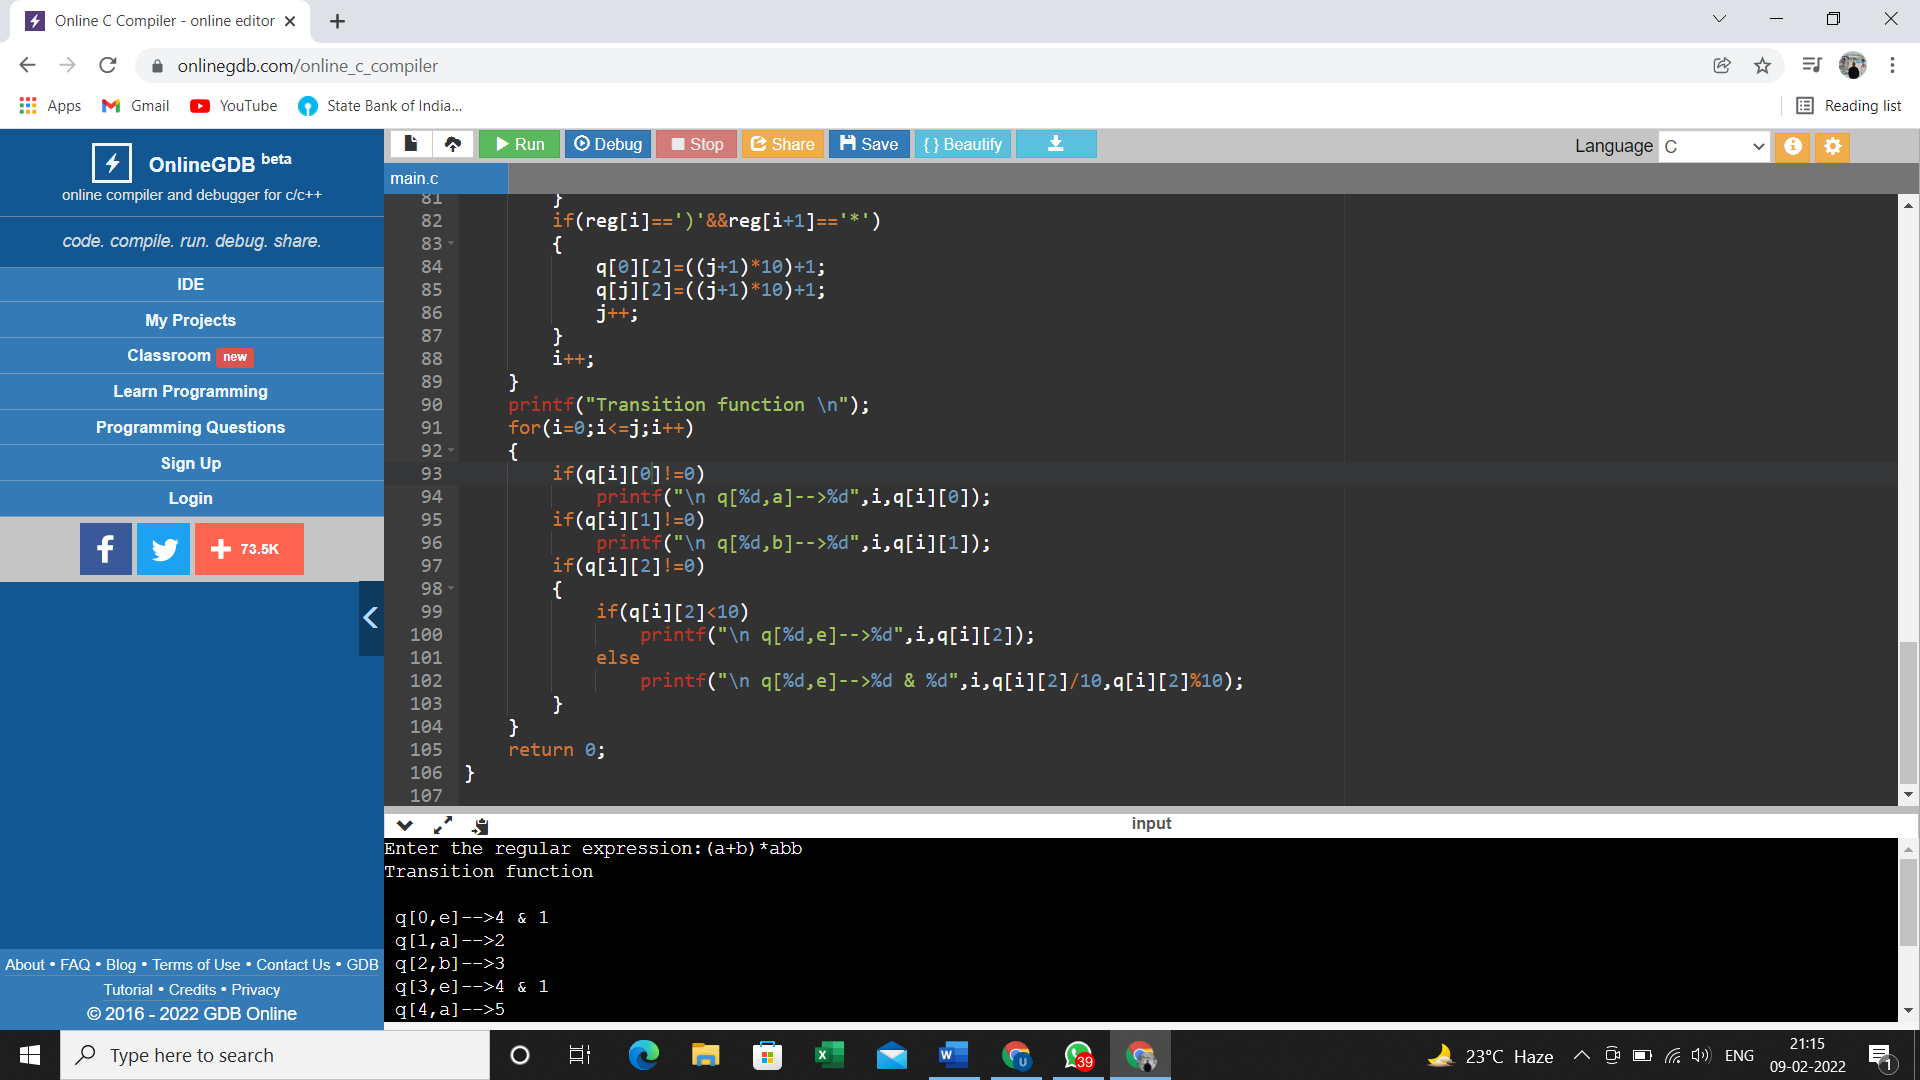 Online C Compiler - online editor
onlinegdb.com/online_c_compiler
Apps Gmail YouTube State Bank of India... Reading list
OnlineGDB beta
online compiler and debugger for c/c++
code. compile. run. debug. share.
IDE
My Projects
Classroom new
Learn Programming
Programming Questions
Sign Up
Login
f + 73.5K
About • FAQ • Blog • Terms of Use • Contact Us • GDB
Tutorial • Credits • Privacy
© 2016 - 2022 GDB Online
Run Debug Stop Share Save { } Beautify Language C
main.c
81 }
82 if(reg[i]==')'&&reg[i+1]=='*')
83 {
84 q[0][2]=((j+1)*10)+1;
85 q[j][2]=((j+1)*10)+1;
86 j++;
87 }
88 i++;
89 }
90 printf("Transition function \n");
91 for(i=0;i<=j;i++)
92 {
93 if(q[i][0]!=0)
94 printf("\n q[%d,a]-->%d",i,q[i][0]);
95 if(q[i][1]!=0)
96 printf("\n q[%d,b]-->%d",i,q[i][1]);
97 if(q[i][2]!=0)
98 {
99 if(q[i][2]<10)
100 printf("\n q[%d,e]-->%d",i,q[i][2]);
101 else
102 printf("\n q[%d,e]-->%d & %d",i,q[i][2]/10,q[i][2]%10);
103 }
104 }
105 return 0;
106 }
107
input
Enter the regular expression:(a+b)*abb
Transition function
q[0,e]-->4 & 1
q[1,a]-->2
q[2,b]-->3
q[3,e]-->4 & 1
q[4,a]-->5
Type here to search
39
23°C Haze
ENG
21:15
09-02-2022
1